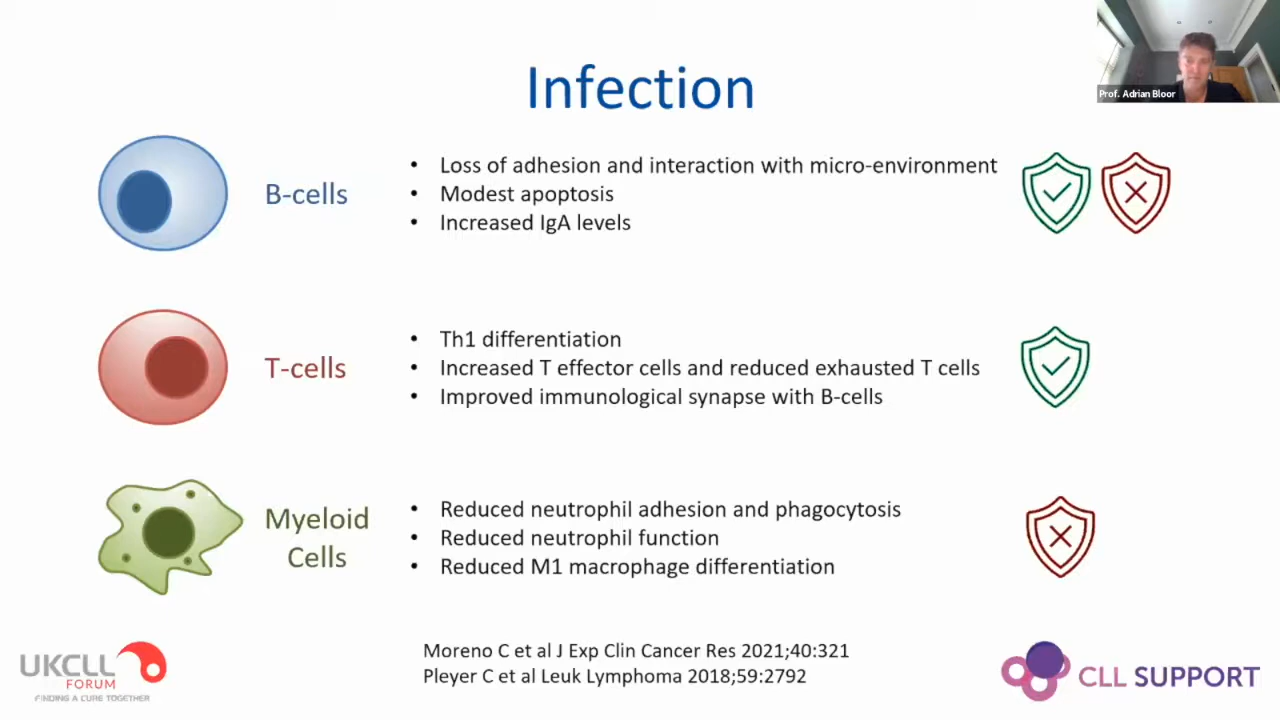 Prof. Adrian Bloor
Infection
B-cells
• Loss of adhesion and interaction with micro-environment
• Modest apoptosis
• Increased IgA levels
T-cells
• Th1 differentiation
• Increased T effector cells and reduced exhausted T cells
• Improved immunological synapse with B-cells
Myeloid
Cells
• Reduced neutrophil adhesion and phagocytosis
• Reduced neutrophil function
• Reduced M1 macrophage differentiation
Moreno C et al J Exp Clin Cancer Res 2021;40:321
Pleyer C et al Leuk Lymphoma 2018;59:2792
UKCLL
FORUM
FINDING A CURE TOGETHER
CLL SUPPORT